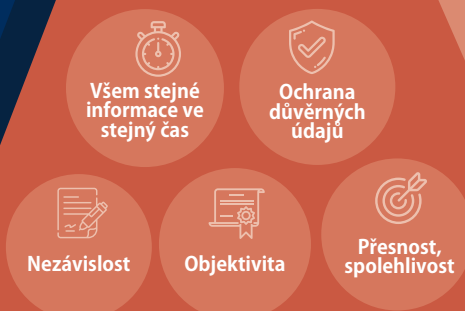 Všem stejné
informace ve
stejný čas
Ochrana
důvěrných
údajů
Nezávislost
Objektivita
Přesnost,
spolehlivost